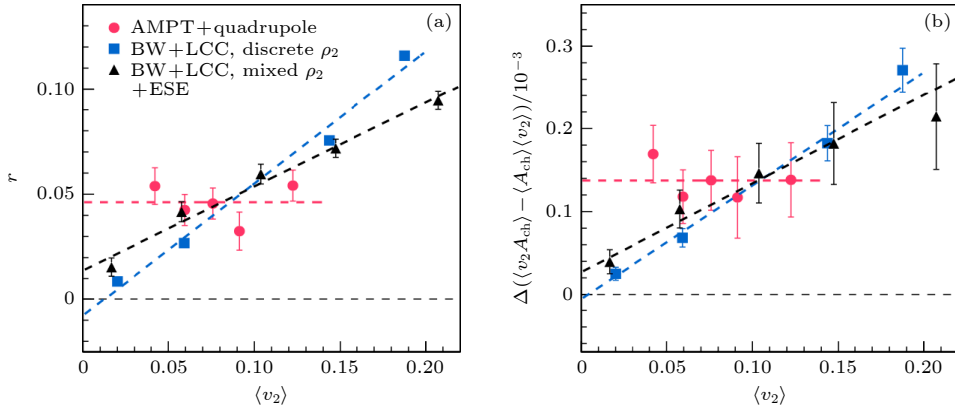 (a)
AMPT+quadrupole
BW+LCC, discrete ρ₂
BW+LCC, mixed ρ₂
+ESE
0.10
0.05
0
r
0
0.05
0.10
0.15
0.20
⟨v₂⟩
(b)
0.3
0.2
0.1
0
Δ(⟨v₂A_ch⟩ − ⟨A_ch⟩⟨v₂⟩)/10⁻³
0
0.05
0.10
0.15
0.20
⟨v₂⟩